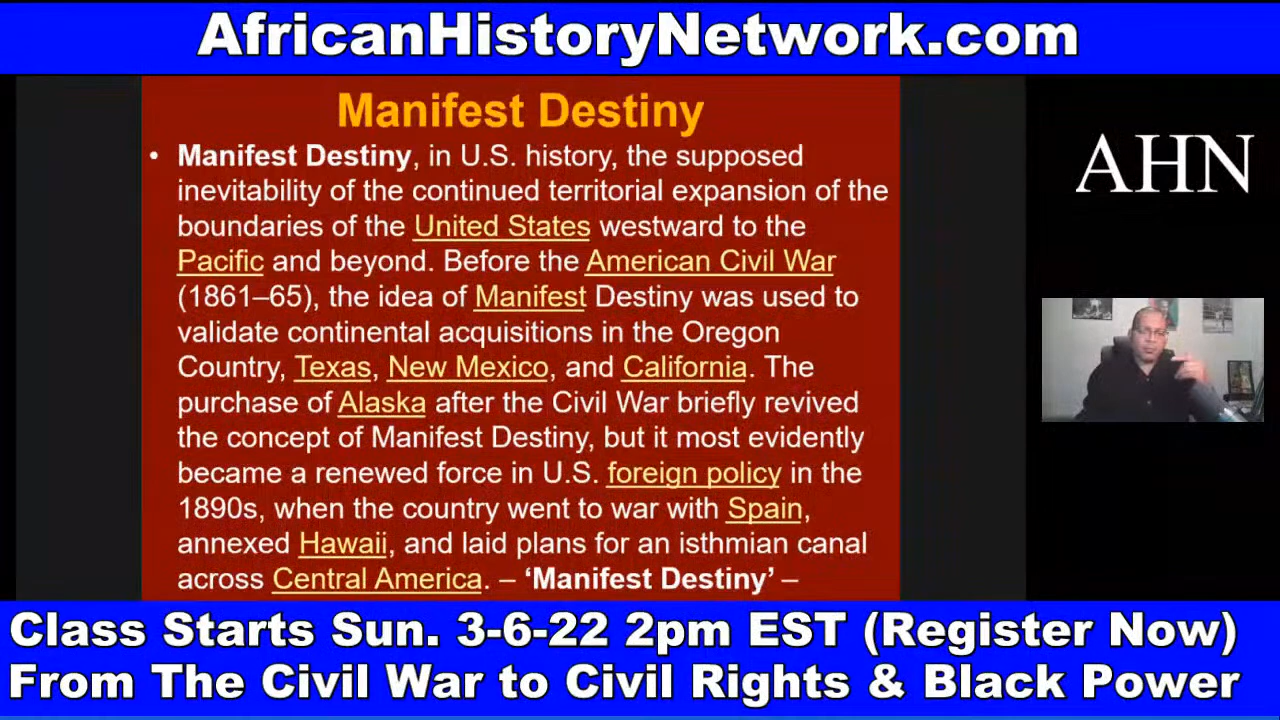 AfricanHistoryNetwork.com
Manifest Destiny
• Manifest Destiny, in U.S. history, the supposed
inevitability of the continued territorial expansion of the
boundaries of the United States westward to the
Pacific and beyond. Before the American Civil War
(1861–65), the idea of Manifest Destiny was used to
validate continental acquisitions in the Oregon
Country, Texas, New Mexico, and California. The
purchase of Alaska after the Civil War briefly revived
the concept of Manifest Destiny, but it most evidently
became a renewed force in U.S. foreign policy in the
1890s, when the country went to war with Spain,
annexed Hawaii, and laid plans for an isthmian canal
across Central America. – ‘Manifest Destiny’ –
AHN
Class Starts Sun. 3-6-22 2pm EST (Register Now)
From The Civil War to Civil Rights & Black Power